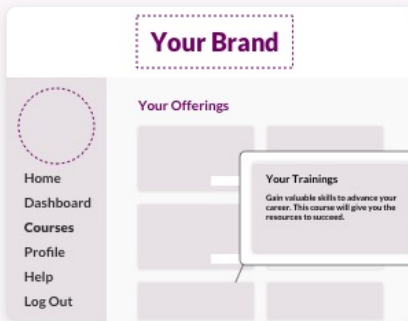 Your Brand
Your Offerings
Home
Dashboard
Courses
Profile
Help
Log Out
Your Trainings
Gain valuable skills to advance your
career. This course will give you the
resources to succeed.